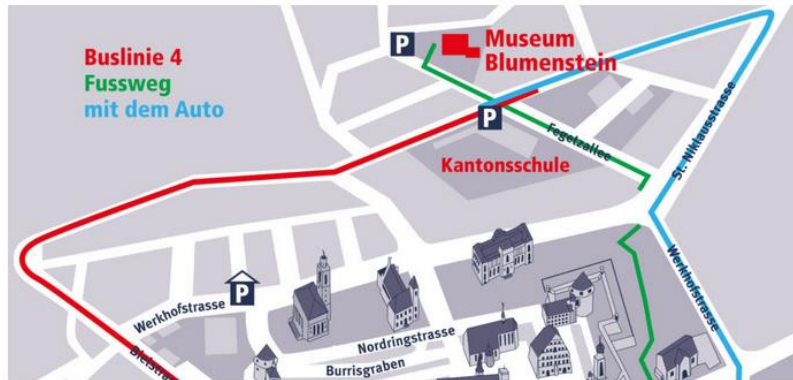 Buslinie 4
Fussweg
mit dem Auto
P
Museum
Blumenstein
P
Fegetzallee
St. Niklausstrasse
Kantonsschule
P
Werkhofstrasse
Werkhofstrasse
Nordringstrasse
Burrisgraben